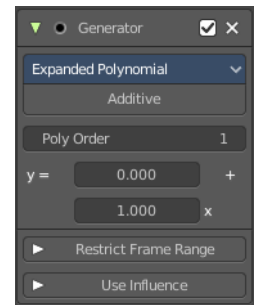 Generator
Expanded Polynomial
Additive
Poly Order 1
y = 0.000 +
1.000 x
Restrict Frame Range
Use Influence